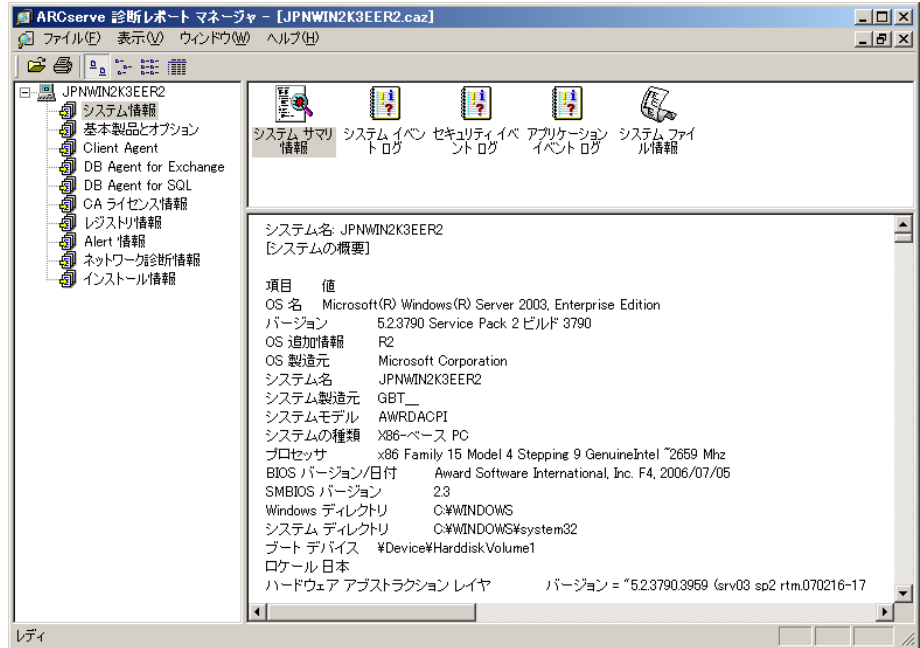 ARCserve 診断レポート マネージャ - [JPNWIN2K3EER2.caz]
ファイル(F) 表示(V) ウィンドウ(W) ヘルプ(H)
JPNWIN2K3EER2
システム情報
基本製品とオプション
Client Agent
DB Agent for Exchange
DB Agent for SQL
CA ライセンス情報
レジストリ情報
Alert 情報
ネットワーク診断情報
インストール情報
システム サマリ情報
システム イベント ログ
セキュリティ イベント ログ
アプリケーション イベント ログ
システム ファイル情報
システム名: JPNWIN2K3EER2
[システムの概要]
項目 値
OS 名 Microsoft(R) Windows(R) Server 2003, Enterprise Edition
バージョン 5.2.3790 Service Pack 2 ビルド 3790
OS 追加情報 R2
OS 製造元 Microsoft Corporation
システム名 JPNWIN2K3EER2
システム製造元 GBT__
システムモデル AWRDACPI
システムの種類 X86-ベース PC
プロセッサ x86 Family 15 Model 4 Stepping 9 GenuineIntel ~2659 Mhz
BIOS バージョン/日付 Award Software International, Inc. F4, 2006/07/05
SMBIOS バージョン 2.3
Windows ディレクトリ C:¥WINDOWS
システム ディレクトリ C:¥WINDOWS¥system32
ブート デバイス ¥Device¥HarddiskVolume1
ロケール 日本
ハードウェア アブストラクション レイヤ バージョン = "5.2.3790.3959 (srv03_sp2_rtm.070216-17
レディ